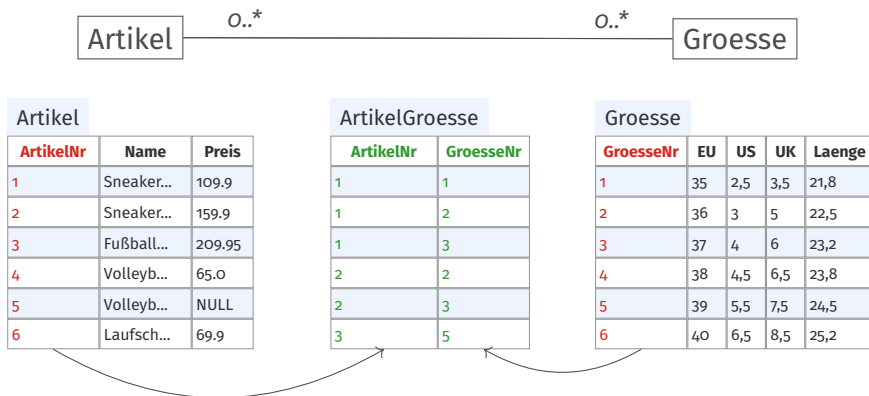 0..* 0..*
Artikel Groesse
Artikel ArtikelGroesse Groesse
ArtikelNr Name Preis ArtikelNr GroesseNr GroesseNr EU US UK Laenge
1 Sneaker... 109.9 1 1 1 35 2,5 3,5 21,8
2 Sneaker... 159.9 1 2 2 36 3 5 22,5
3 Fußball... 209.95 1 3 3 37 4 6 23,2
4 Volleyb... 65.0 2 2 4 38 4,5 6,5 23,8
5 Volleyb... NULL 2 3 5 39 5,5 7,5 24,5
6 Laufsch... 69.9 3 5 6 40 6,5 8,5 25,2